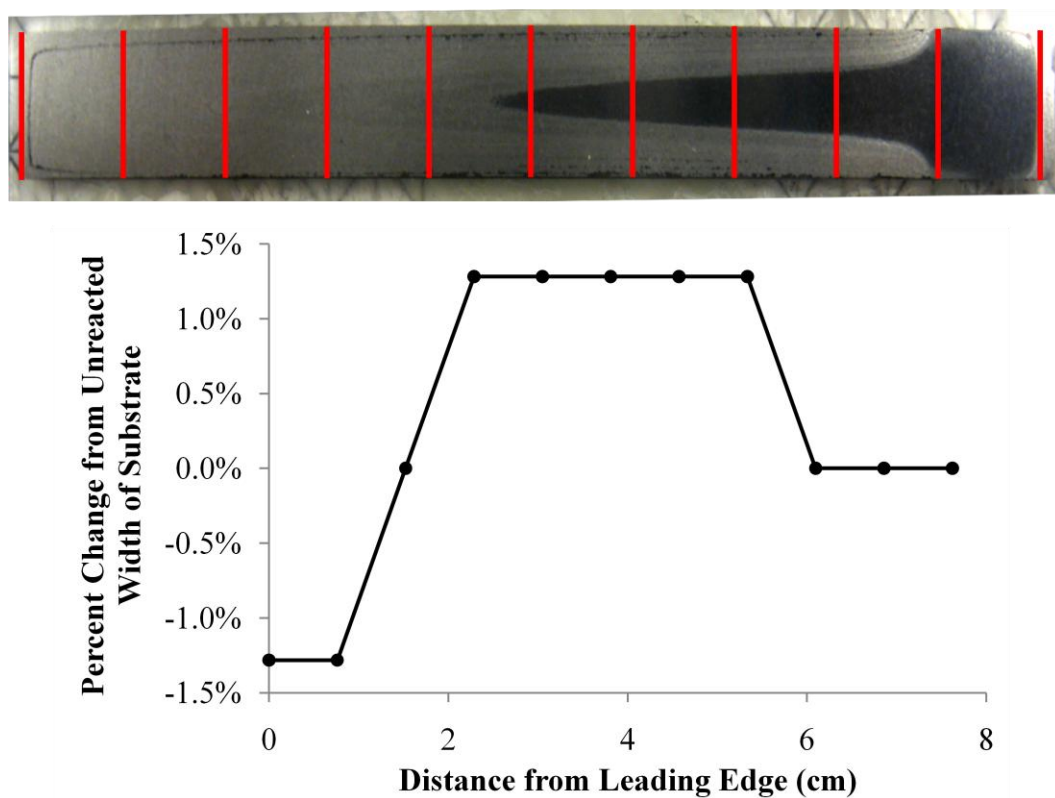 1.5%
1.0%
0.5%
0.0%
-0.5%
-1.0%
-1.5%
Percent Change from Unreacted
Width of Substrate
0 2 4 6 8
Distance from Leading Edge (cm)